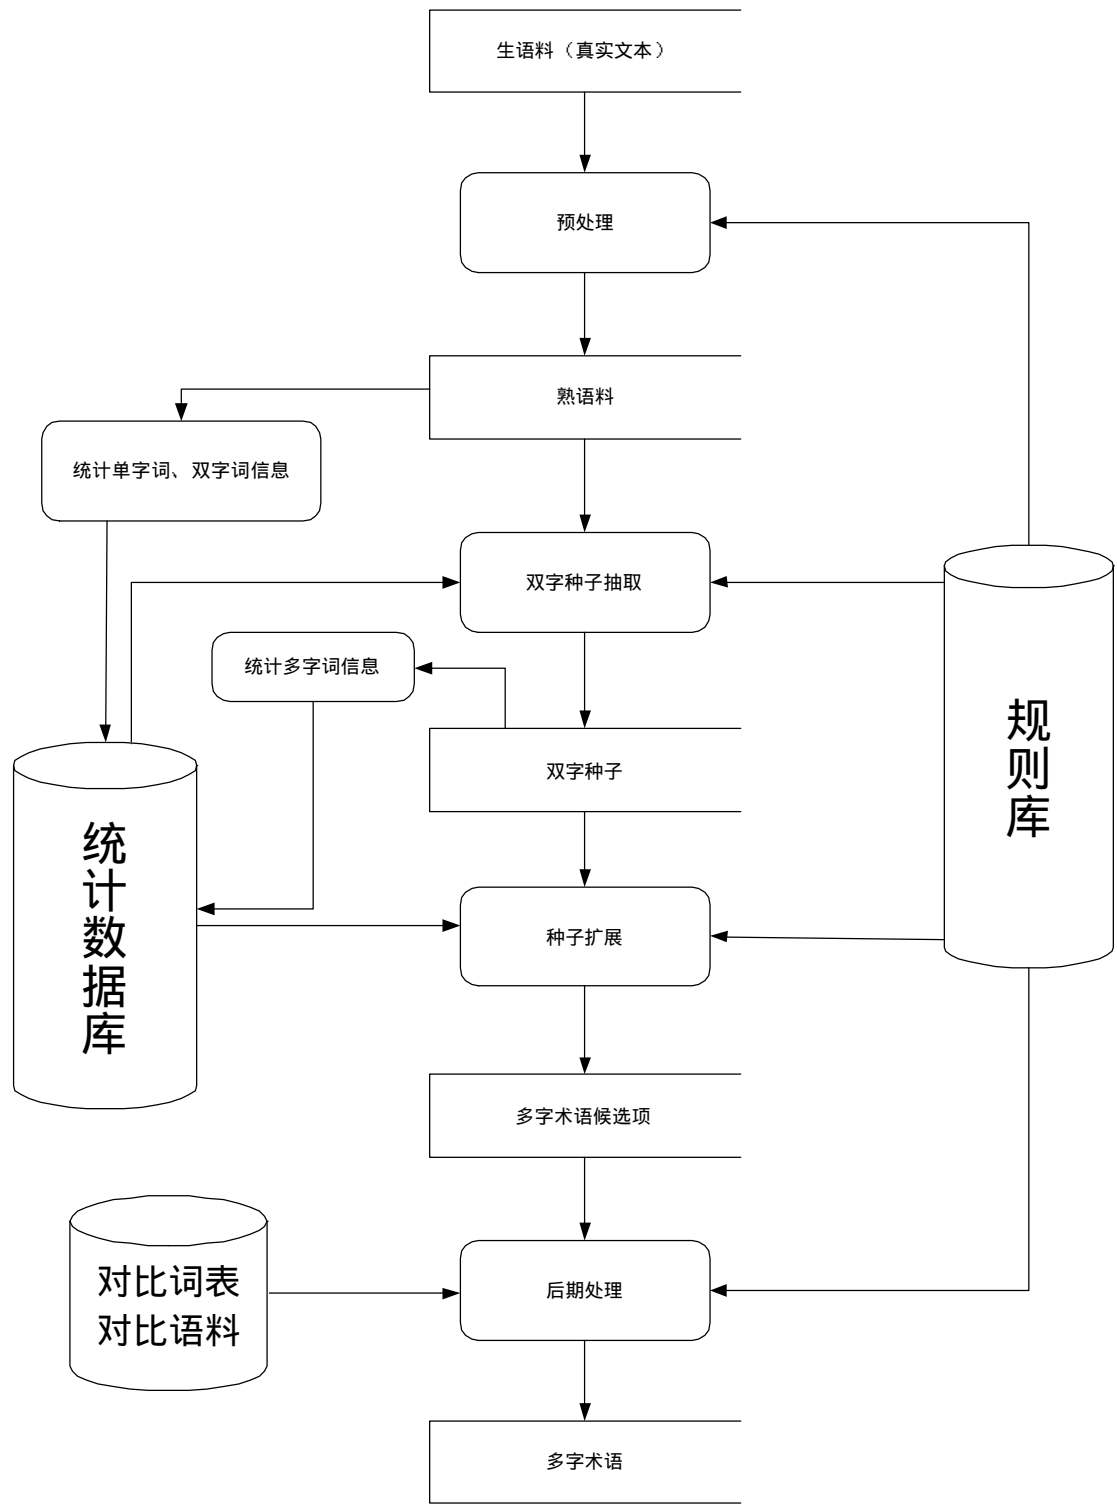 生语料（真实文本）
预处理
熟语料
统计单字词、双字词信息
双字种子抽取
统计多字词信息
双字种子
规则库
统计数据库
种子扩展
多字术语候选项
对比词表
对比语料
后期处理
多字术语